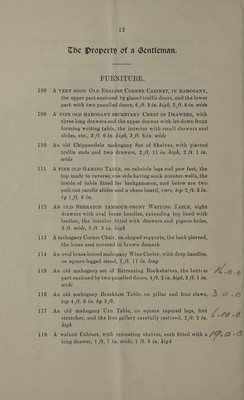 12
The Property of a Gentleman.
FURNITURE.
108 A VERY GOOD OLD ENGLISH CORNER CABINET, IN MAHOGANY,
the upper part enclosed by glazed trellis doors, and the lower
part with two panelled doors, 6 ft. 9 in. high, 3 ft. 8 in. wide
109 A FINE OLD MAHOGANY SECRETARY CHEST OF DRAWERS, with
three long drawers and the upper drawer with let-down front
forming writing table, the interior with small drawers and
slides, etc., 3 ft. 6 in. high, 3 ft. 8 in. wide
110 An old Chippendale mahogany Set of Shelves, with pierced
trellis ends and two drawers, 2 ft. 11 in. high, 2 ft. 1 in.
wide
111 A FINE OLD GAMING TABLE, on cabriole legs and paw feet, the
top made to reverse, one side having sunk counter-wells, the
inside of table fitted for backgammon, and below are two
pull-out candle slides and a chess board, rare, top 2 ft. 8 in.
by 1 ft. 6 in.
112 AN OLD SHERATON TAMBOUR-FRONT WRITING TABLE, eight
drawers with oval brass handles, extending top lined with
leather, the interior fitted with drawers and pigeon-holes,
3 ft. wide, 3 ft. 3 in. high
113 A mahogany Corner Chair, on shaped supports, the back pierced,
the loose seat covered in brown damask
114 An oval brass-bound mahogany Wine Cooler, with drop handles,
on square-legged stand, 1 ft. 11 in. long
115 An old mahogany set of Retreating Bookshelves, the bottom
part enclosed by two panelled doors, 4 ft. 2 in. high, 3 ft. 1 in.
wide
116 An old mahogany Breakfast Table, on pillar and four claws,
top 4 ft. 6 in. by 3 ft.
117 An old mahogany Urn Table, on square tapered legs, fret
stretcher, and the fret gallery carefully restored, 2 ft. 2 in.
high
118 A walnut Cabinet, with retreating shelves, each fitted with a
long drawer, 1 ft. 7 in. wide, 1 ft. 8 in. high